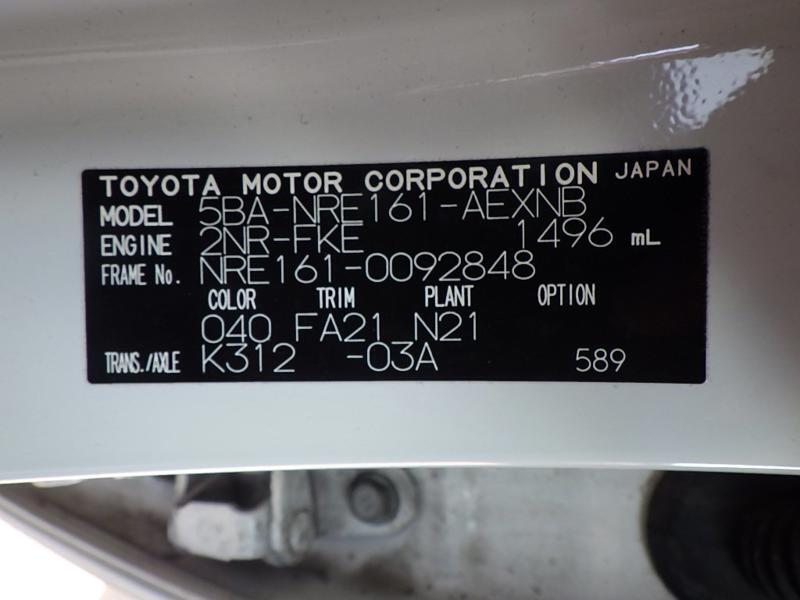 TOYOTA MOTOR CORPORATION JAPAN
MODEL 5BA-NRE161-AEXNB
ENGINE 2NR-FKE 1496 mL
FRAME No. NRE161-0092848
COLOR TRIM PLANT OPTION
040 FA21 N21
TRANS./AXLE K312 -03A 589